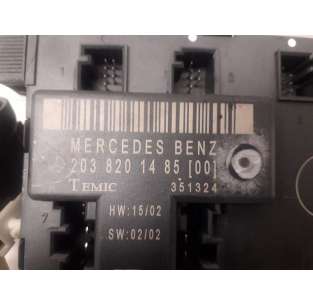 MERCEDES BENZ
203 820 14 85 [00]
TEMIC 351324
HW:15/02
SW:02/02